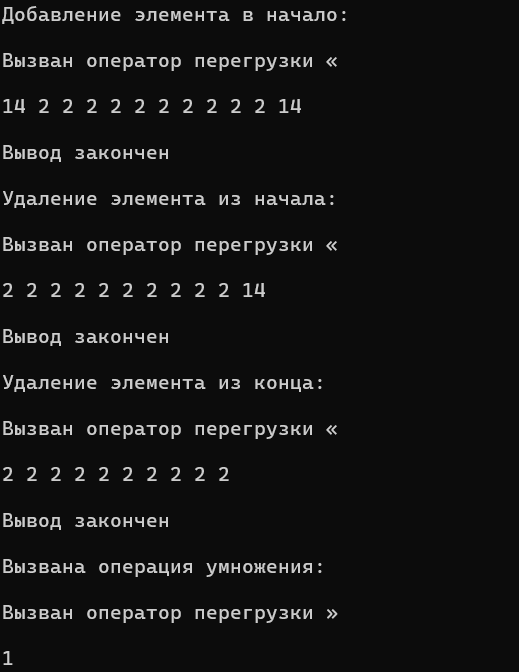 Добавление элемента в начало:
Вызван оператор перегрузки «
14 2 2 2 2 2 2 2 2 2 2 14
Вывод закончен
Удаление элемента из начала:
Вызван оператор перегрузки «
2 2 2 2 2 2 2 2 2 2 14
Вывод закончен
Удаление элемента из конца:
Вызван оператор перегрузки «
2 2 2 2 2 2 2 2 2 2
Вывод закончен
Вызвана операция умножения:
Вызван оператор перегрузки »
1